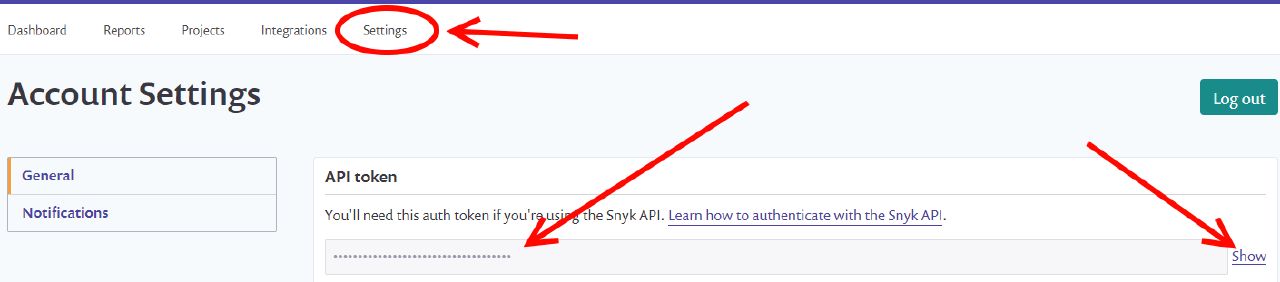 Dashboard Reports Projects Integrations Settings
Account Settings
Log out
General
Notifications
API token
You'll need this auth token if you're using the Snyk API. Learn how to authenticate with the Snyk API.
••••••••••••••••••••••••••••••••••••
Show